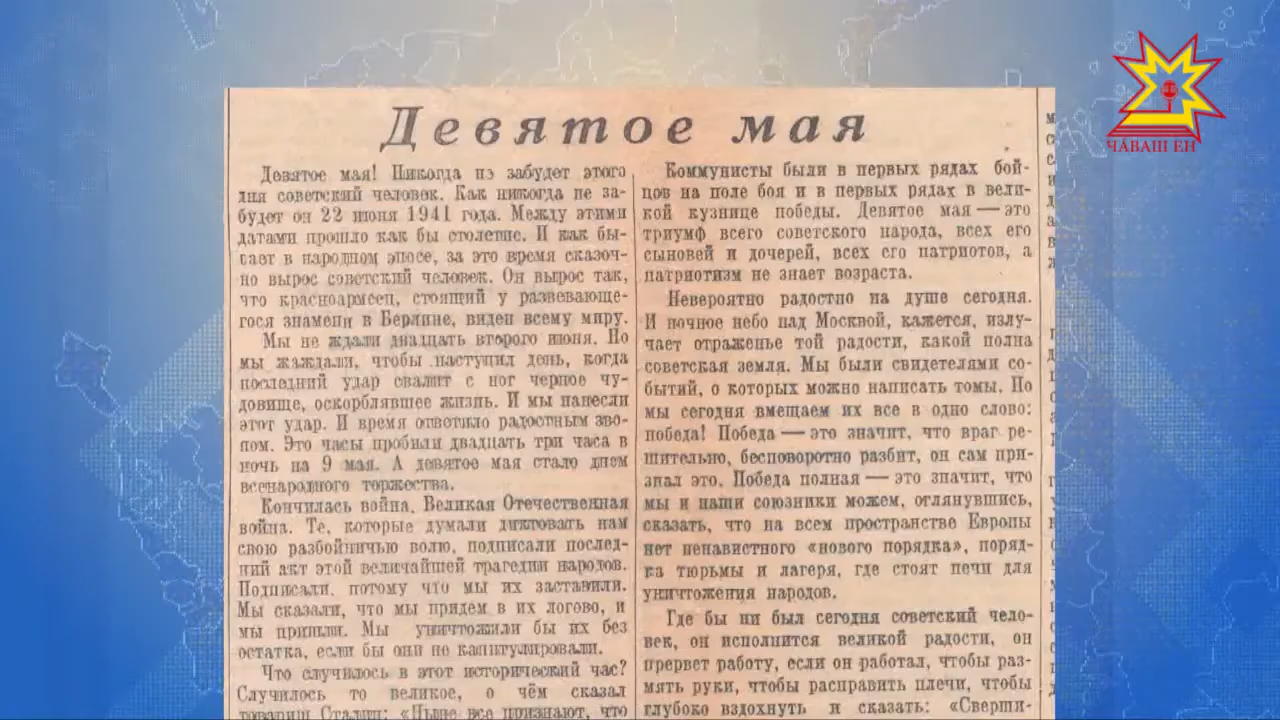 Девятое мая
ЧӐВАШ ЕН
Девятое мая! Никогда не забудет этого
дня советский человек. Как никогда не за-
будет он 22 июня 1941 года. Между этими
датами прошло как бы столетие. И как бы-
вает в народном эпосе, за это время сказоч-
но вырос советский человек. Он вырос так,
что красноармеец, стоящий у развевающе-
гося знамени в Берлине, виден всему миру.
Мы не ждали двадцать второго июня. Но
мы жаждали, чтобы наступил день, когда
последний удар свалит с ног черное чу-
довище, оскорблявшее жизнь. И мы нанесли
этот удар. И время ответило радостным зво-
ном. Это часы пробили двадцать три часа в
ночь на 9 мая. А девятое мая стало днем
всенародного торжества.
Кончилась война. Великая Отечественная
война. Те, которые думали диктовать нам
свою разбойничью волю, подписали послед-
ний акт этой величайшей трагедии народов.
Подписали, потому что мы их заставили.
Мы сказали, что мы придем в их логово, и
мы пришли. Мы уничтожили бы их без
остатка, если бы они не капитулировали.
Что случилось в этот исторический час?
Случилось то великое, о чём сказал
товарищ Сталин: «Ныне все признают, что
Коммунисты были в первых рядах бой-
цов на поле боя и в первых рядах в вели-
кой кузнице победы. Девятое мая — это
триумф всего советского народа, всех его
сыновей и дочерей, всех его патриотов, а
патриотизм не знает возраста.
Невероятно радостно на душе сегодня.
И ночное небо над Москвой, кажется, излу-
чает отраженье той радости, какой полна
советская земля. Мы были свидетелями со-
бытий, о которых можно написать томы. Но
мы сегодня вмещаем их все в одно слово:
победа! Победа — это значит, что враг ре-
шительно, бесповоротно разбит, он сам при-
знал это. Победа полная — это значит, что
мы и наши союзники можем, оглянувшись,
сказать, что на всем пространстве Европы
нет ненавистного «нового порядка», поряд-
ка тюрьмы и лагеря, где стоят печи для
уничтожения народов.
Где бы ни был сегодня советский чело-
век, он исполнится великой радости, он
прервет работу, если он работал, чтобы раз-
мять руки, чтобы расправить плечи, чтобы
глубоко вздохнуть и сказать: «Сверши-